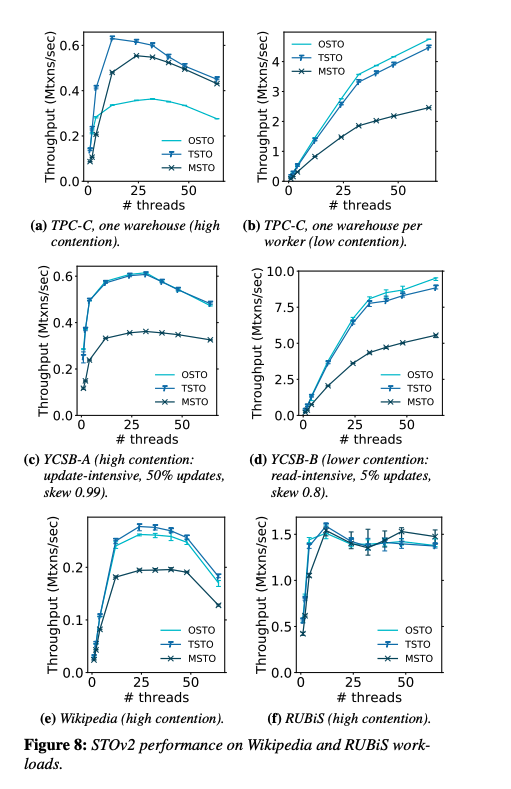 Throughput (Mtxns/sec)
0.6
0.4
0.2
0.0
OSTO
TSTO
MSTO
0 25 50
# threads
(a) TPC-C, one warehouse (high
contention).
Throughput (Mtxns/sec)
4
3
2
1
0
OSTO
TSTO
MSTO
0 25 50
# threads
(b) TPC-C, one warehouse per
worker (low contention).
Throughput (Mtxns/sec)
0.6
0.4
0.2
0.0
OSTO
TSTO
MSTO
0 25 50
# threads
(c) YCSB-A (high contention:
update-intensive, 50% updates,
skew 0.99).
Throughput (Mtxns/sec)
10.0
7.5
5.0
2.5
0.0
OSTO
TSTO
MSTO
0 25 50
# threads
(d) YCSB-B (lower contention:
read-intensive, 5% updates,
skew 0.8).
Throughput (Mtxns/sec)
0.2
0.1
0.0
OSTO
TSTO
MSTO
0 25 50
# threads
(e) Wikipedia (high contention).
Throughput (Mtxns/sec)
1.5
1.0
0.5
0.0
OSTO
TSTO
MSTO
0 25 50
# threads
(f) RUBiS (high contention).
Figure 8: STOv2 performance on Wikipedia and RUBiS work-
loads.